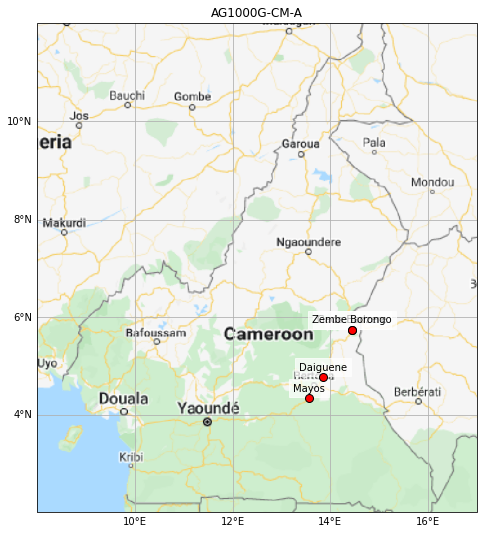 AG1000G-CM-A
Bauchi
Gombe
Jos
10°N
eria
Garoua
Pala
Mondou
8°N
Makurdi
Ngaoundere
6°N
Zembe Borongo
Bafoussam
Cameroon
Uyo
Daiguene
Mayos
Berbérati
Douala
Yaoundé
4°N
Kribi
10°E
12°E
14°E
16°E